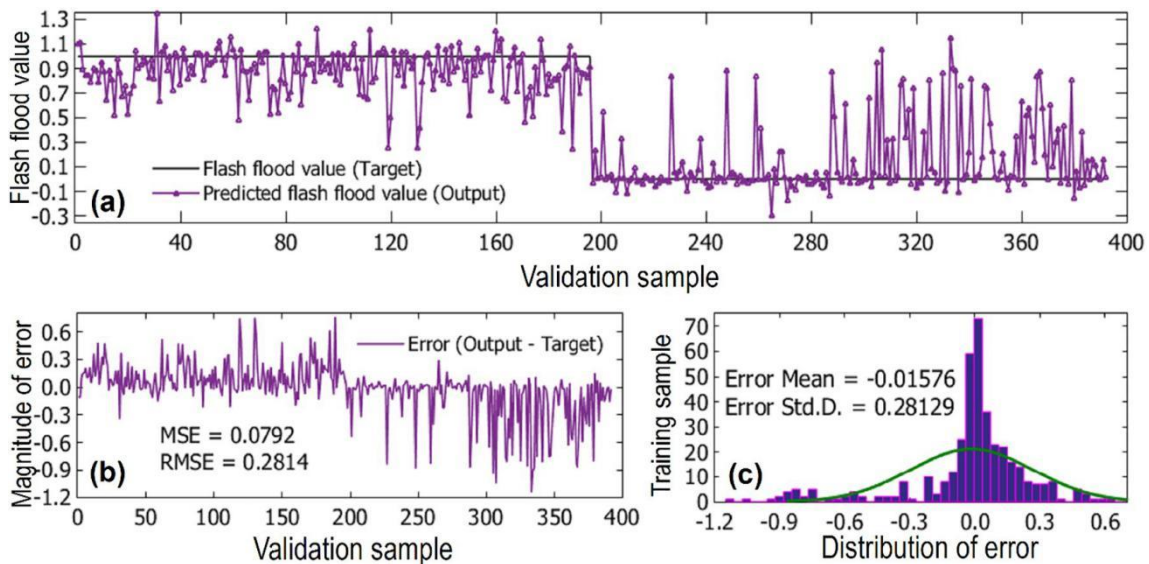 Flash flood value
1.3
1.1
0.9
0.7
0.5
0.3
0.1
-0.1
-0.3
Flash flood value (Target)
Predicted flash flood value (Output)
(a)
0 40 80 120 160 200 240 280 320 360 400
Validation sample
Magnitude of error
0.6
0.3
0.0
-0.3
-0.6
-0.9
-1.2
Error (Output - Target)
MSE = 0.0792
RMSE = 0.2814
(b)
0 50 100 150 200 250 300 350 400
Validation sample
Training sample
70
60
50
40
30
20
10
0
Error Mean = -0.01576
Error Std.D. = 0.28129
(c)
-1.2 -0.9 -0.6 -0.3 0.0 0.3 0.6
Distribution of error